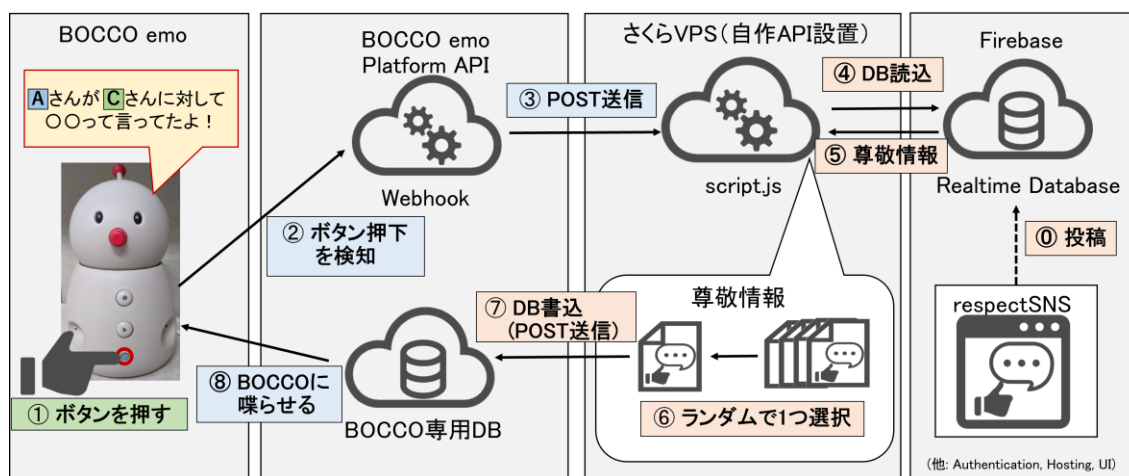 BOCCO emo
Aさんが Cさんに対して
〇〇って言ってたよ！
① ボタンを押す
BOCCO emo
Platform API
Webhook
② ボタン押下
を検知
③ POST送信
⑧ BOCCOに
喋らせる
BOCCO専用DB
さくらVPS（自作API設置）
script.js
④ DB読込
⑤ 尊敬情報
尊敬情報
⑥ ランダムで1つ選択
⑦ DB書込
（POST送信）
Firebase
Realtime Database
⓪ 投稿
respectSNS
(他: Authentication, Hosting, UI)